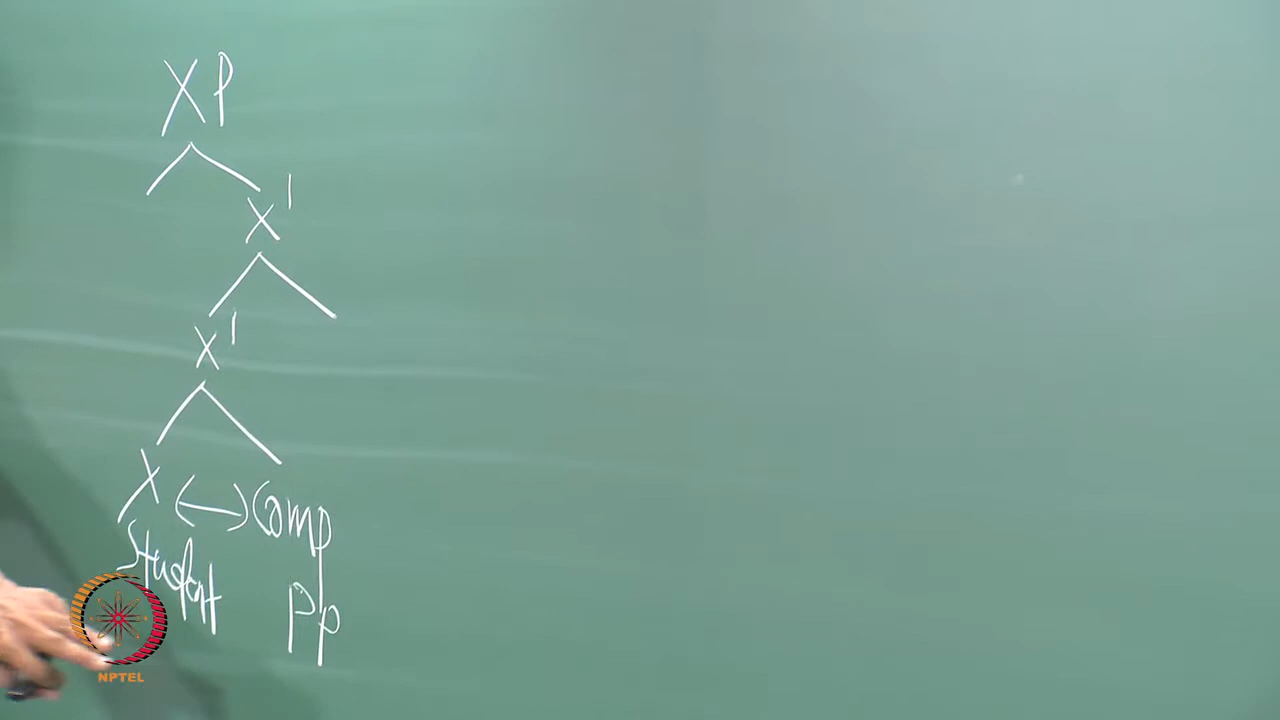 XP
X'
X'
X (↔) Comp
Student PP
NPTEL